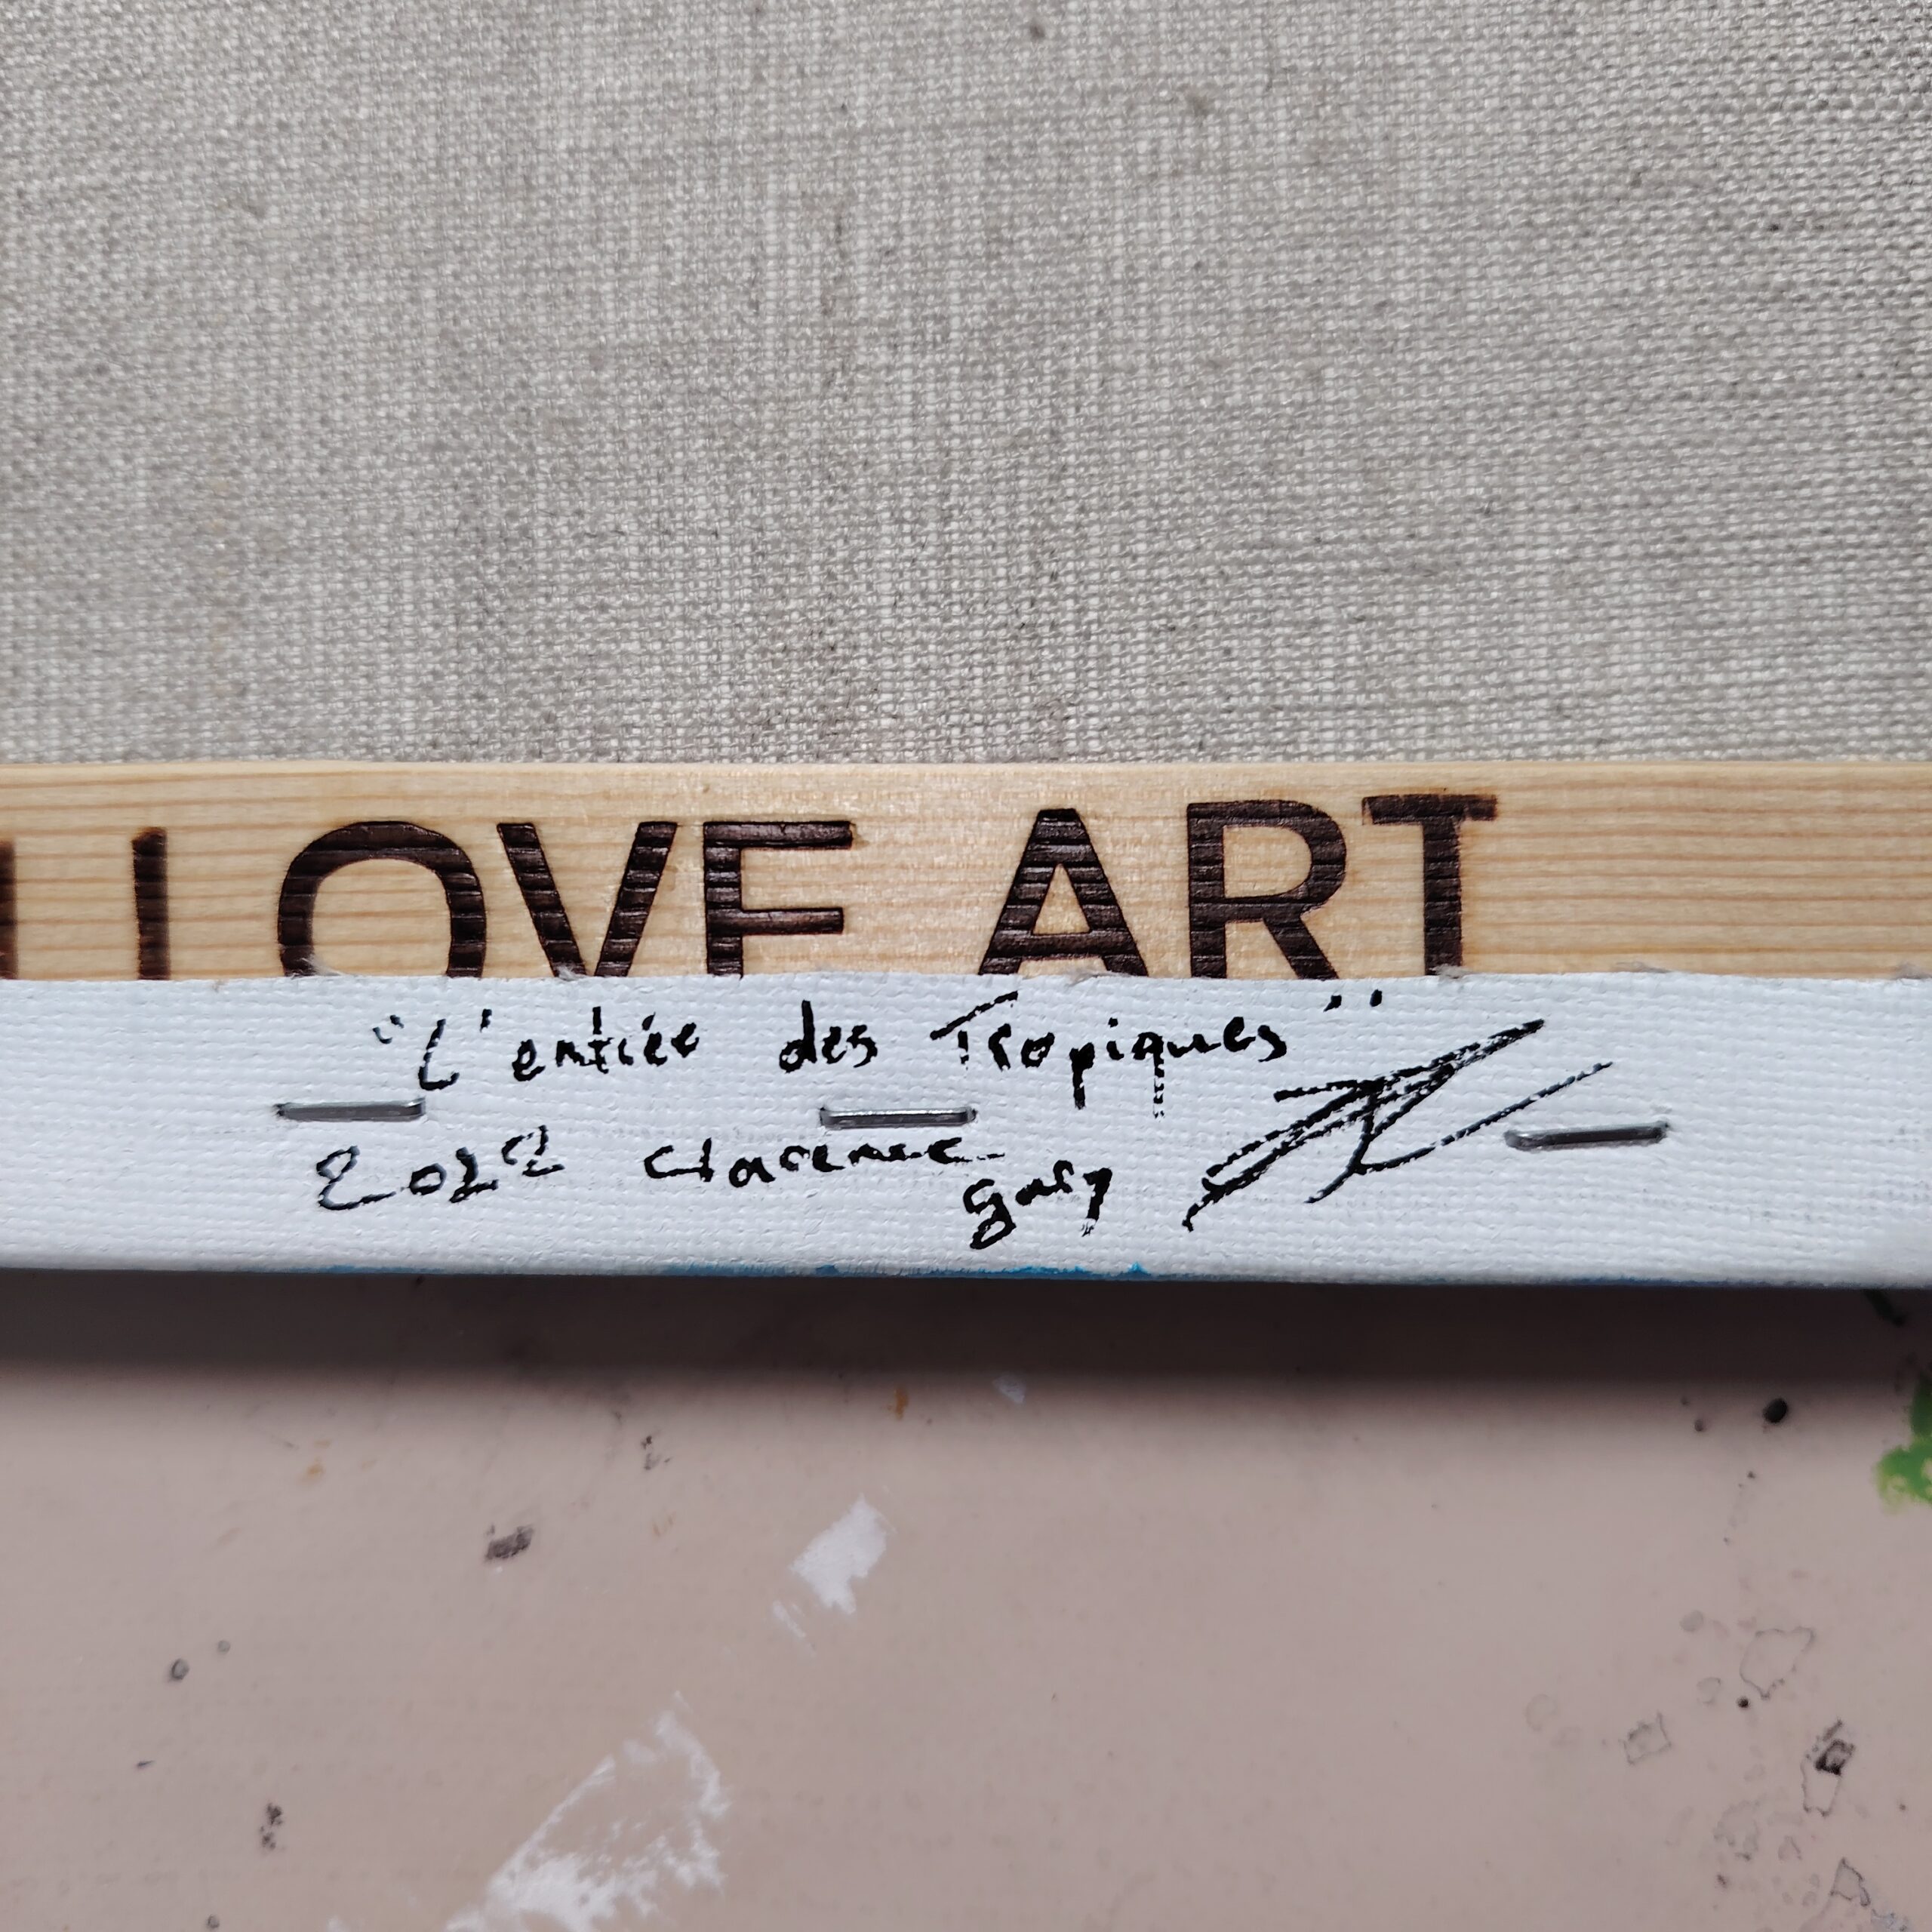 LOVE ART
"L'entrée des Tropiques"
2022 Clarence
gary